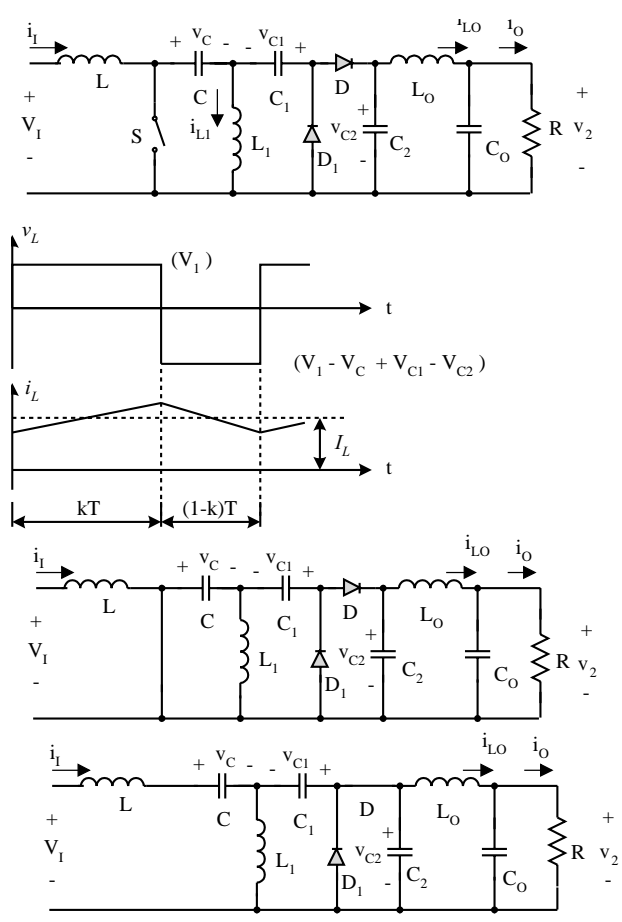 i_I + v_C - - v_C1 + i_LO i_O
L C C_1 D L_O
+ V_I - S i_L1 L_1 v_C2 + - D_1 C_2 C_O R + v_2 -
v_L
(V_1)
t
(V_1 - V_C + V_C1 - V_C2)
i_L
I_L
t
kT (1-k)T
i_I + v_C - - v_C1 + i_LO i_O
L C C_1 D L_O
+ V_I - L_1 v_C2 + - D_1 C_2 C_O R + v_2 -
i_I + v_C - - v_C1 + i_LO i_O
L C C_1 D L_O
+ V_I - L_1 v_C2 + - D_1 C_2 C_O R + v_2 -